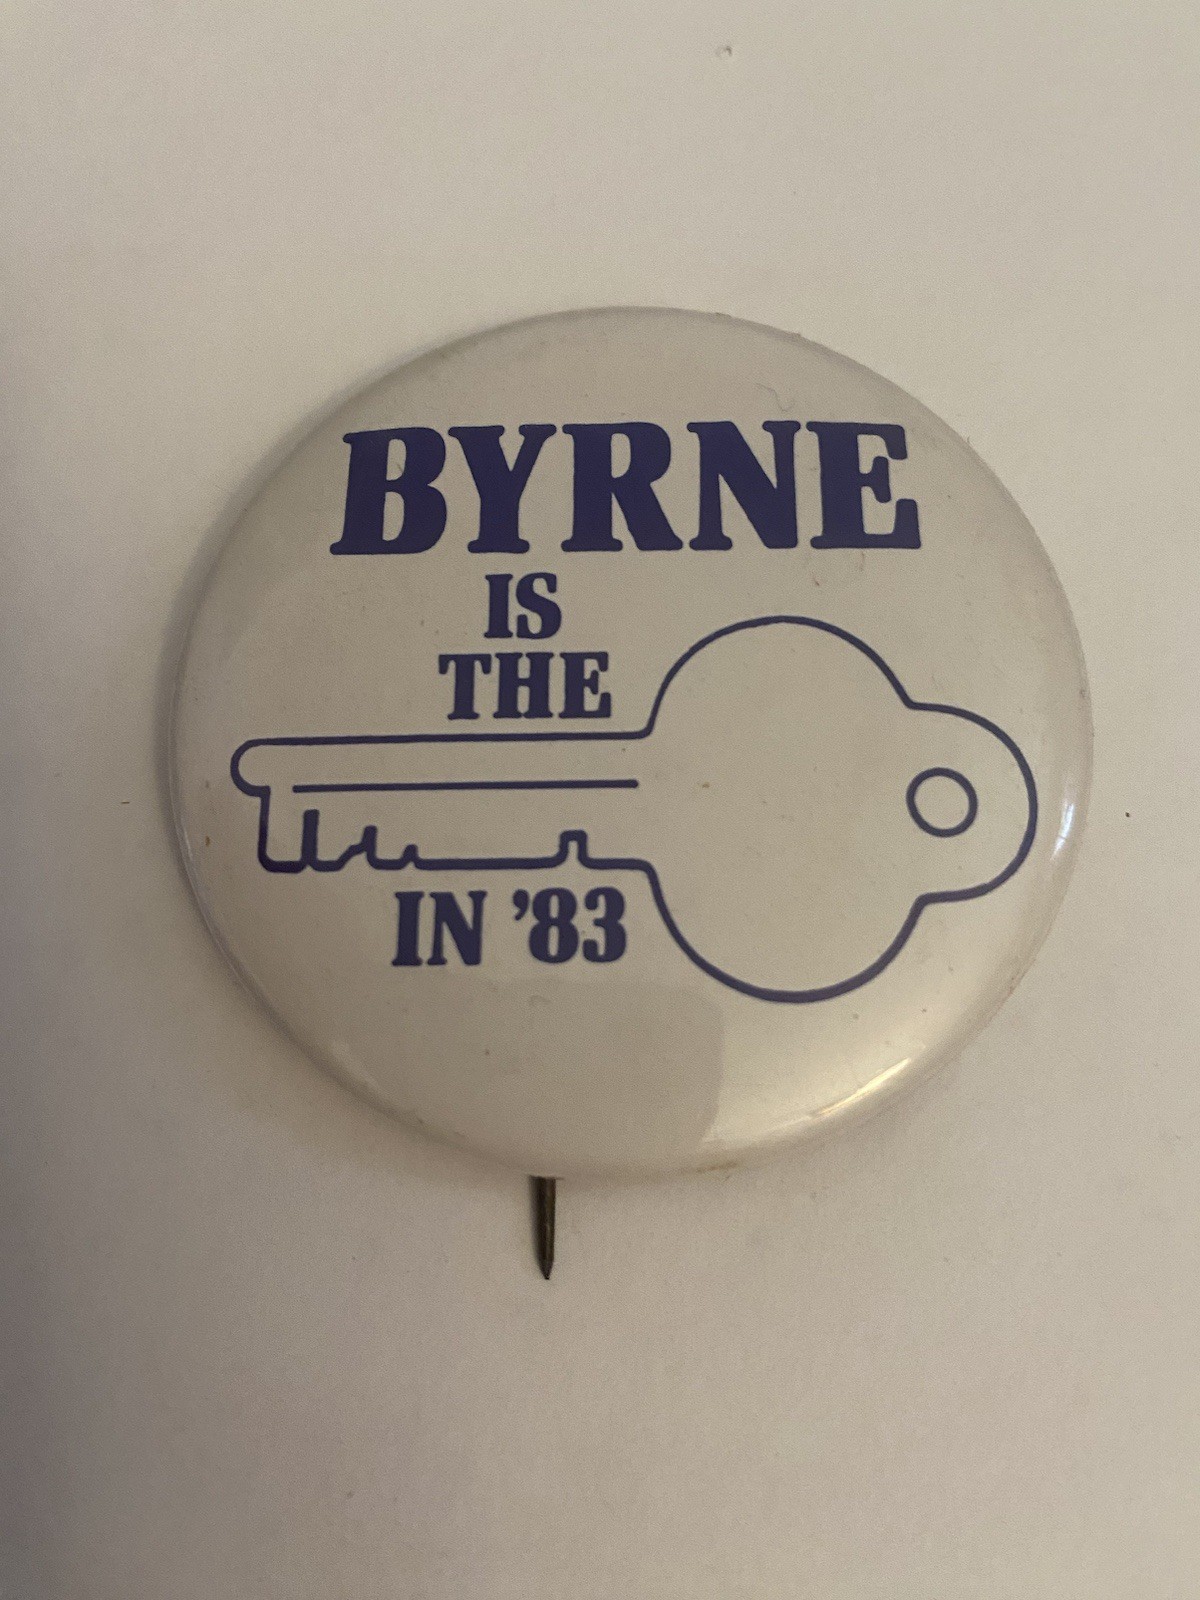 BYRNE
IS
THE
IN '83